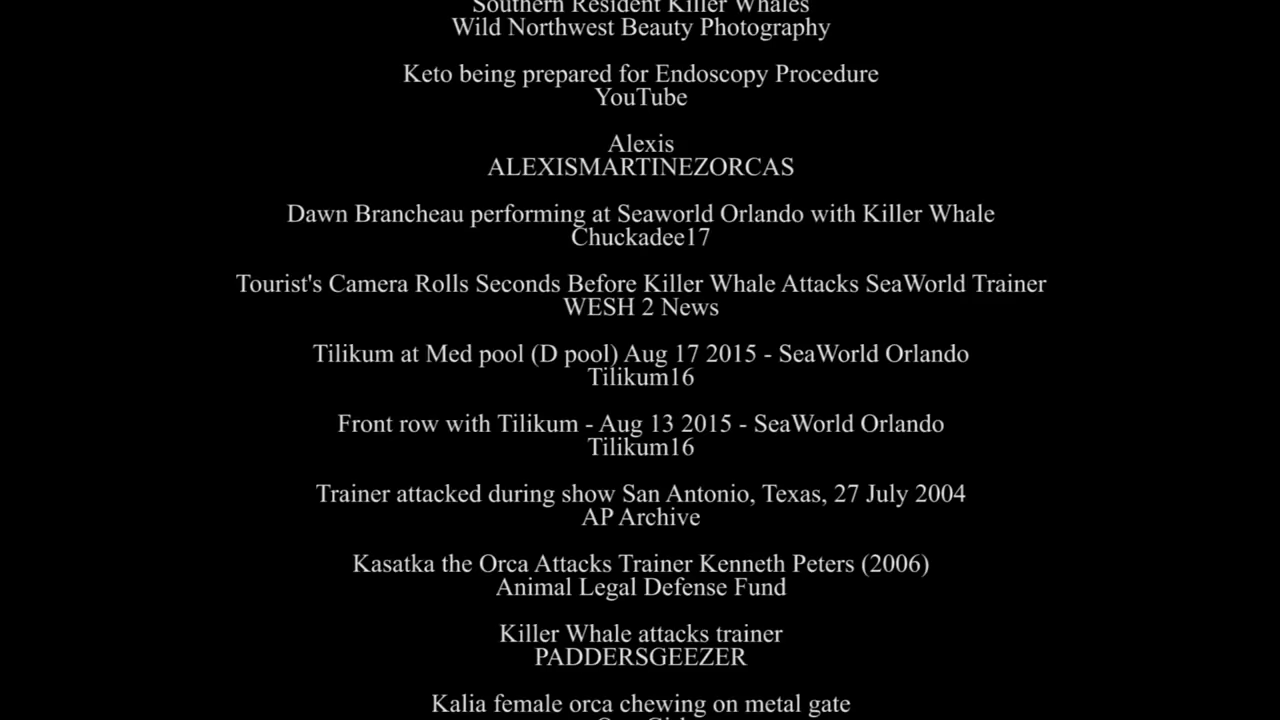 Southern Resident Killer Whales
Wild Northwest Beauty Photography
Keto being prepared for Endoscopy Procedure
YouTube
Alexis
ALEXISMARTINEZORCAS
Dawn Brancheau performing at Seaworld Orlando with Killer Whale
Chuckadee17
Tourist's Camera Rolls Seconds Before Killer Whale Attacks SeaWorld Trainer
WESH 2 News
Tilikum at Med pool (D pool) Aug 17 2015 - SeaWorld Orlando
Tilikum16
Front row with Tilikum - Aug 13 2015 - SeaWorld Orlando
Tilikum16
Trainer attacked during show San Antonio, Texas, 27 July 2004
AP Archive
Kasatka the Orca Attacks Trainer Kenneth Peters (2006)
Animal Legal Defense Fund
Killer Whale attacks trainer
PADDERSGEEZER
Kalia female orca chewing on metal gate